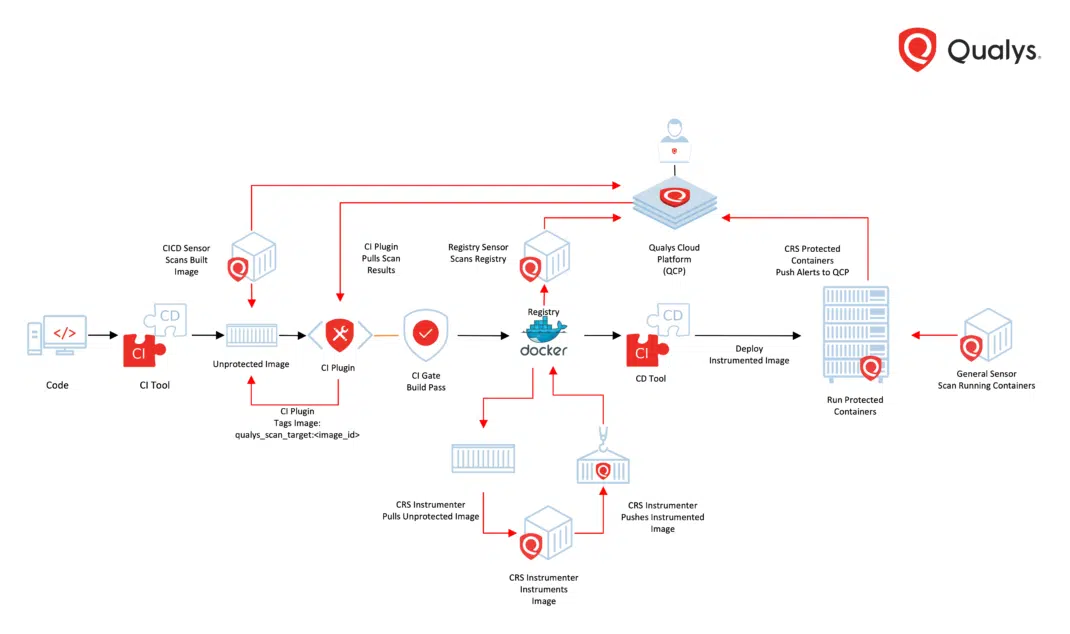 Qualys.
CICD Sensor
Scans Built
Image
CI Plugin
Pulls Scan
Results
Registry Sensor
Scans Registry
Qualys Cloud
Platform
(QCP)
CRS Protected
Containers
Push Alerts to QCP
</>
Code
CD
CI
CI Tool
Unprotected Image
CI Plugin
CI Gate
Build Pass
Registry
docker
CD
CI
CD Tool
Deploy
Instrumented Image
Run Protected
Containers
General Sensor
Scan Running Containers
CI Plugin
Tags Image:
qualys_scan_target:<image_id>
CRS Instrumenter
Pulls Unprotected Image
CRS Instrumenter
Pushes Instrumented
Image
CRS Instrumenter
Instruments
Image